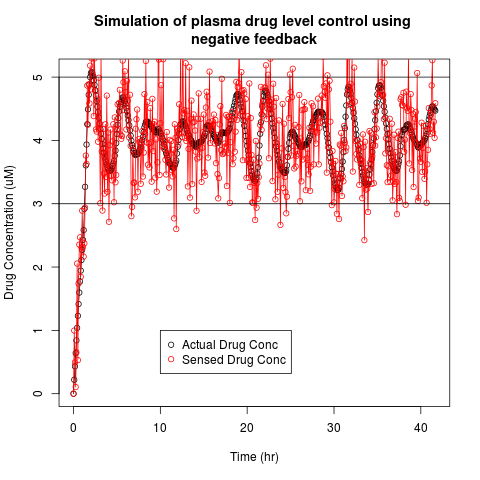 Simulation of plasma drug level control using
negative feedback
Drug Concentration (uM)
5
4
3
2
1
0
Actual Drug Conc
Sensed Drug Conc
0 10 20 30 40
Time (hr)